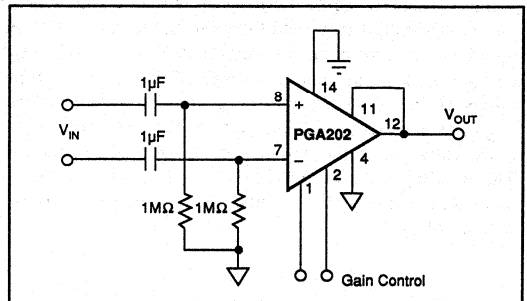 1µF
14
8
+
11
V_IN
1µF
PGA202
12
V_OUT
7
–
4
1
2
1MΩ
1MΩ
Gain Control